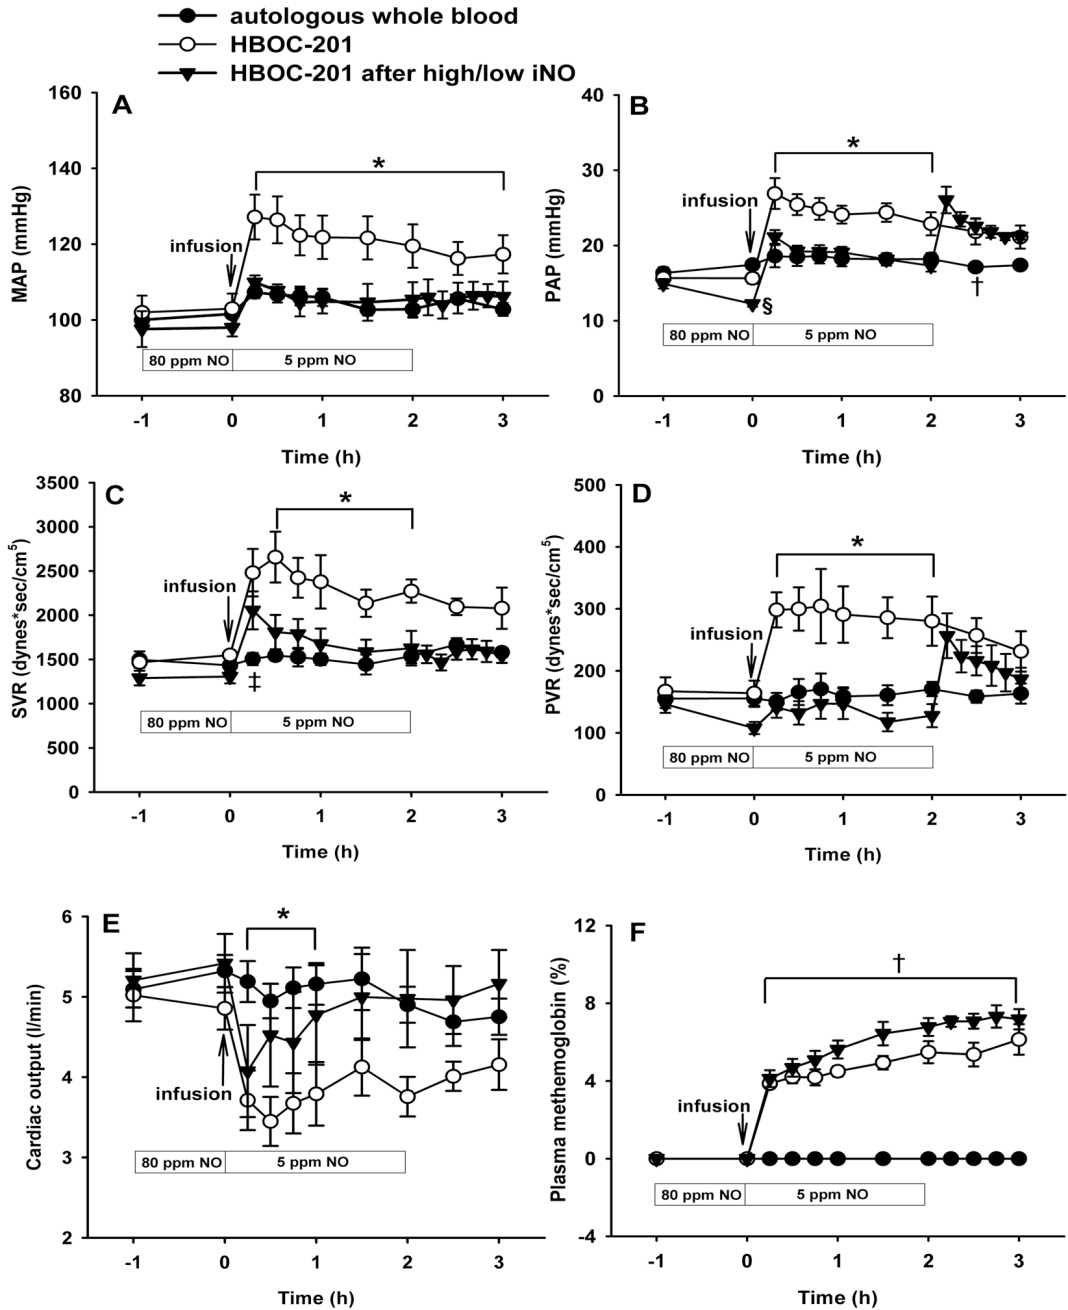 autologous whole blood
HBOC-201
HBOC-201 after high/low iNO
A
MAP (mmHg)
160
140
120
100
80
*
infusion
80 ppm NO
5 ppm NO
-1
0
1
2
3
Time (h)
B
PAP (mmHg)
40
30
20
10
0
*
infusion
§
†
80 ppm NO
5 ppm NO
-1
0
1
2
3
Time (h)
C
SVR (dynes*sec/cm5)
3500
3000
2500
2000
1500
1000
500
0
*
infusion
‡
80 ppm NO
5 ppm NO
-1
0
1
2
3
Time (h)
D
PVR (dynes*sec/cm5)
500
400
300
200
100
0
*
infusion
80 ppm NO
5 ppm NO
-1
0
1
2
3
Time (h)
E
Cardiac output (l/min)
6
5
4
3
2
*
infusion
80 ppm NO
5 ppm NO
-1
0
1
2
3
Time (h)
F
Plasma methemoglobin (%)
12
8
4
0
-4
†
infusion
80 ppm NO
5 ppm NO
-1
0
1
2
3
Time (h)